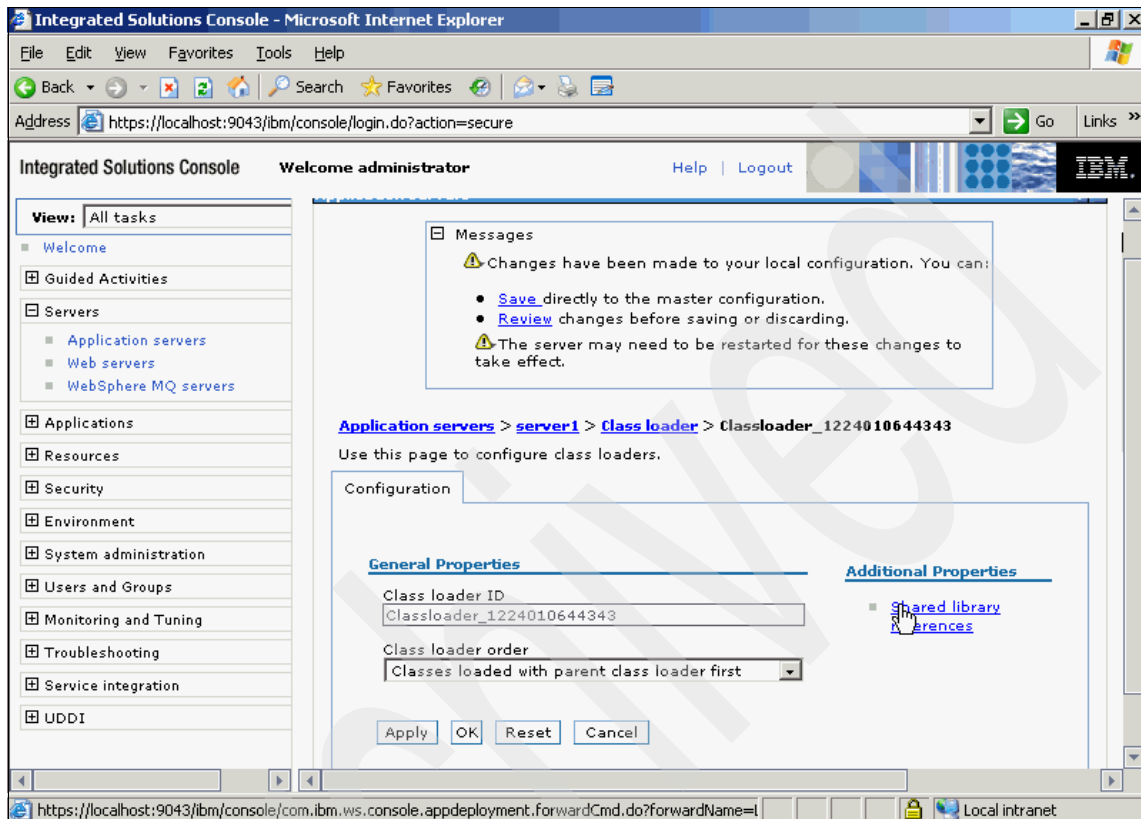 Integrated Solutions Console - Microsoft Internet Explorer
File Edit View Favorites Tools Help
Back Search Favorites
Address https://localhost:9043/ibm/console/login.do?action=secure Go Links »
Integrated Solutions Console Welcome administrator Help | Logout IBM.
View: All tasks
Welcome
Guided Activities
Servers
Application servers
Web servers
WebSphere MQ servers
Applications
Resources
Security
Environment
System administration
Users and Groups
Monitoring and Tuning
Troubleshooting
Service integration
UDDI
Messages
Changes have been made to your local configuration. You can:
Save directly to the master configuration.
Review changes before saving or discarding.
The server may need to be restarted for these changes to
take effect.
Application servers > server1 > Class loader > Classloader_1224010644343
Use this page to configure class loaders.
Configuration
General Properties
Class loader ID
Classloader_1224010644343
Class loader order
Classes loaded with parent class loader first
Apply OK Reset Cancel
Additional Properties
Shared library
references
https://localhost:9043/ibm/console/com.ibm.ws.console.appdeployment.forwardCmd.do?forwardName=l Local intranet